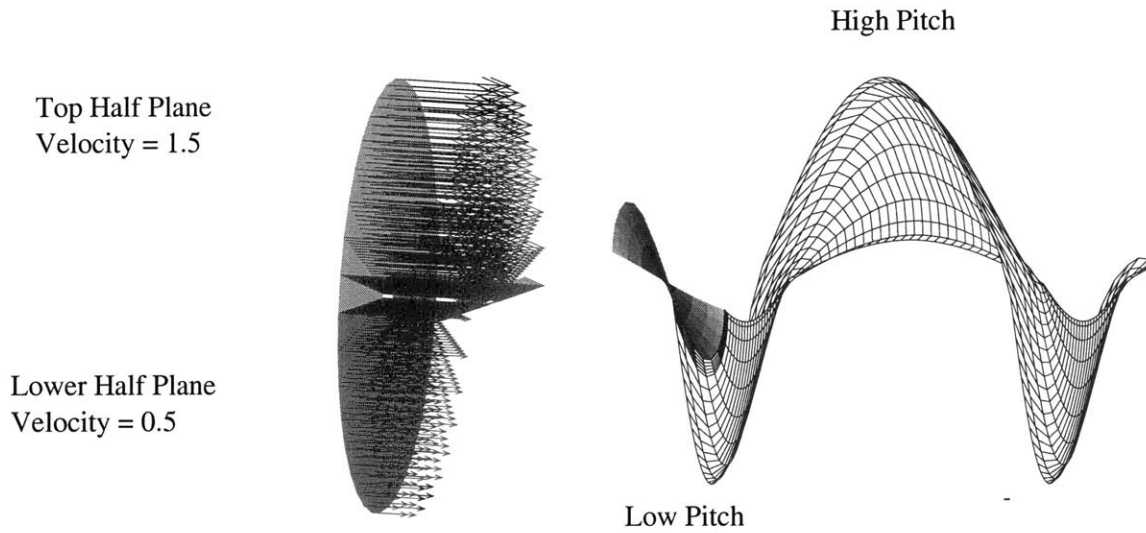 High Pitch
Top Half Plane
Velocity = 1.5
Lower Half Plane
Velocity = 0.5
Low Pitch